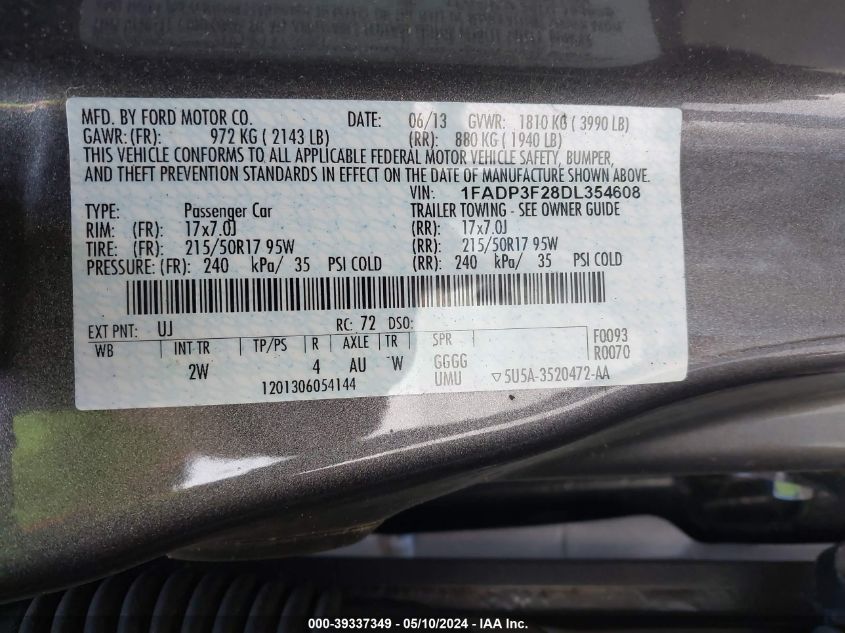 MFD. BY FORD MOTOR CO. DATE: 06/13 GVWR: 1810 KG ( 3990 LB)
GAWR: (FR): 972 KG ( 2143 LB) (RR): 880 KG ( 1940 LB)
THIS VEHICLE CONFORMS TO ALL APPLICABLE FEDERAL MOTOR VEHICLE SAFETY, BUMPER,
AND THEFT PREVENTION STANDARDS IN EFFECT ON THE DATE OF MANUFACTURE SHOWN ABOVE.
VIN: 1FADP3F28DL354608
TYPE: Passenger Car TRAILER TOWING - SEE OWNER GUIDE
RIM: (FR): 17x7.0J (RR): 17x7.0J
TIRE: (FR): 215/50R17 95W (RR): 215/50R17 95W
PRESSURE: (FR): 240 kPa/ 35 PSI COLD (RR): 240 kPa/ 35 PSI COLD
EXT PNT: UJ RC: 72 DSO: F0093
WB INT TR TP/PS R AXLE TR SPR R0070
2W 4 AU W GGGG
UMU ▽5U5A-3520472-AA
1201306054144
000-39337349 - 05/10/2024 - IAA Inc.